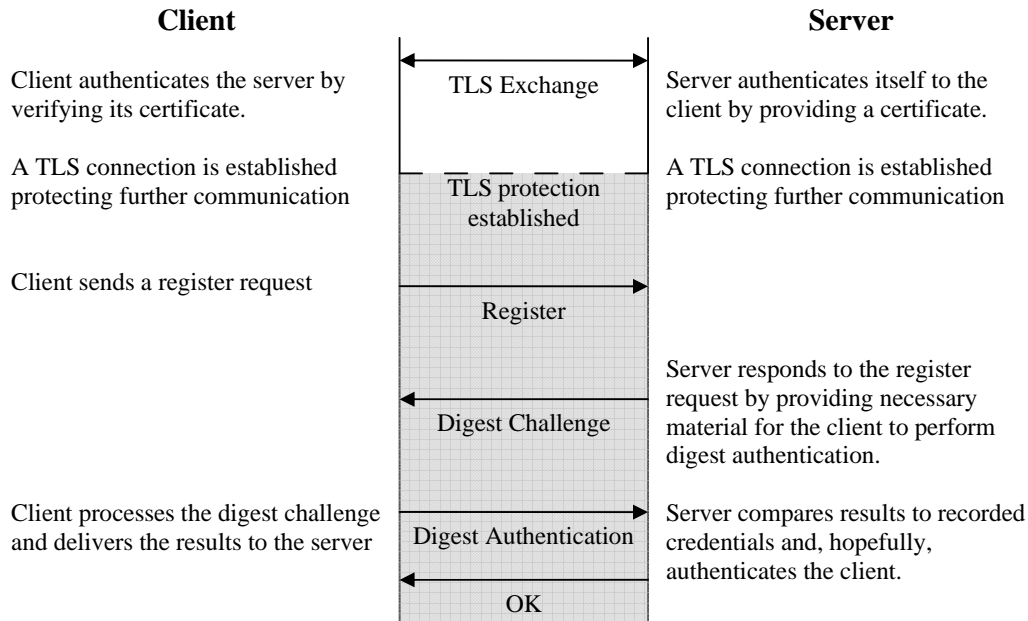 Client
Server
Client authenticates the server by
verifying its certificate.
TLS Exchange
Server authenticates itself to the
client by providing a certificate.
A TLS connection is established
protecting further communication
TLS protection
established
A TLS connection is established
protecting further communication
Client sends a register request
Register
Server responds to the register
request by providing necessary
material for the client to perform
digest authentication.
Digest Challenge
Client processes the digest challenge
and delivers the results to the server
Digest Authentication
Server compares results to recorded
credentials and, hopefully,
authenticates the client.
OK